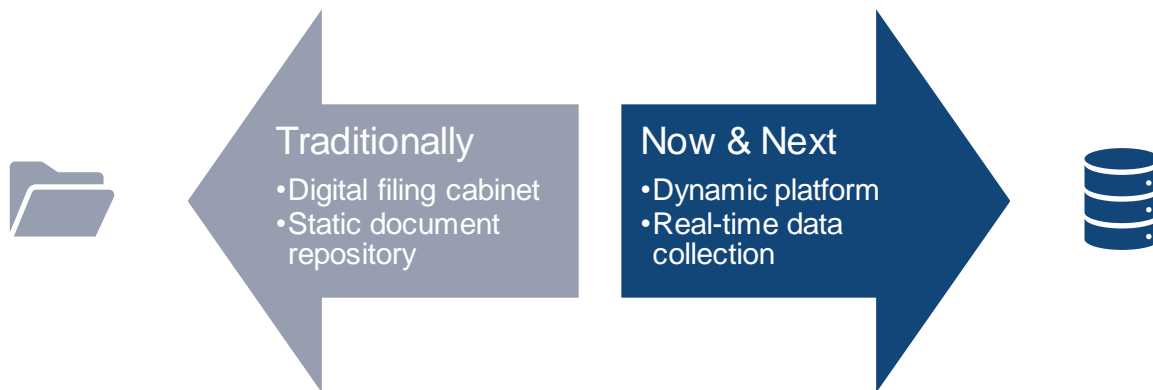 Traditionally
•Digital filing cabinet
•Static document
repository
Now & Next
•Dynamic platform
•Real-time data
collection